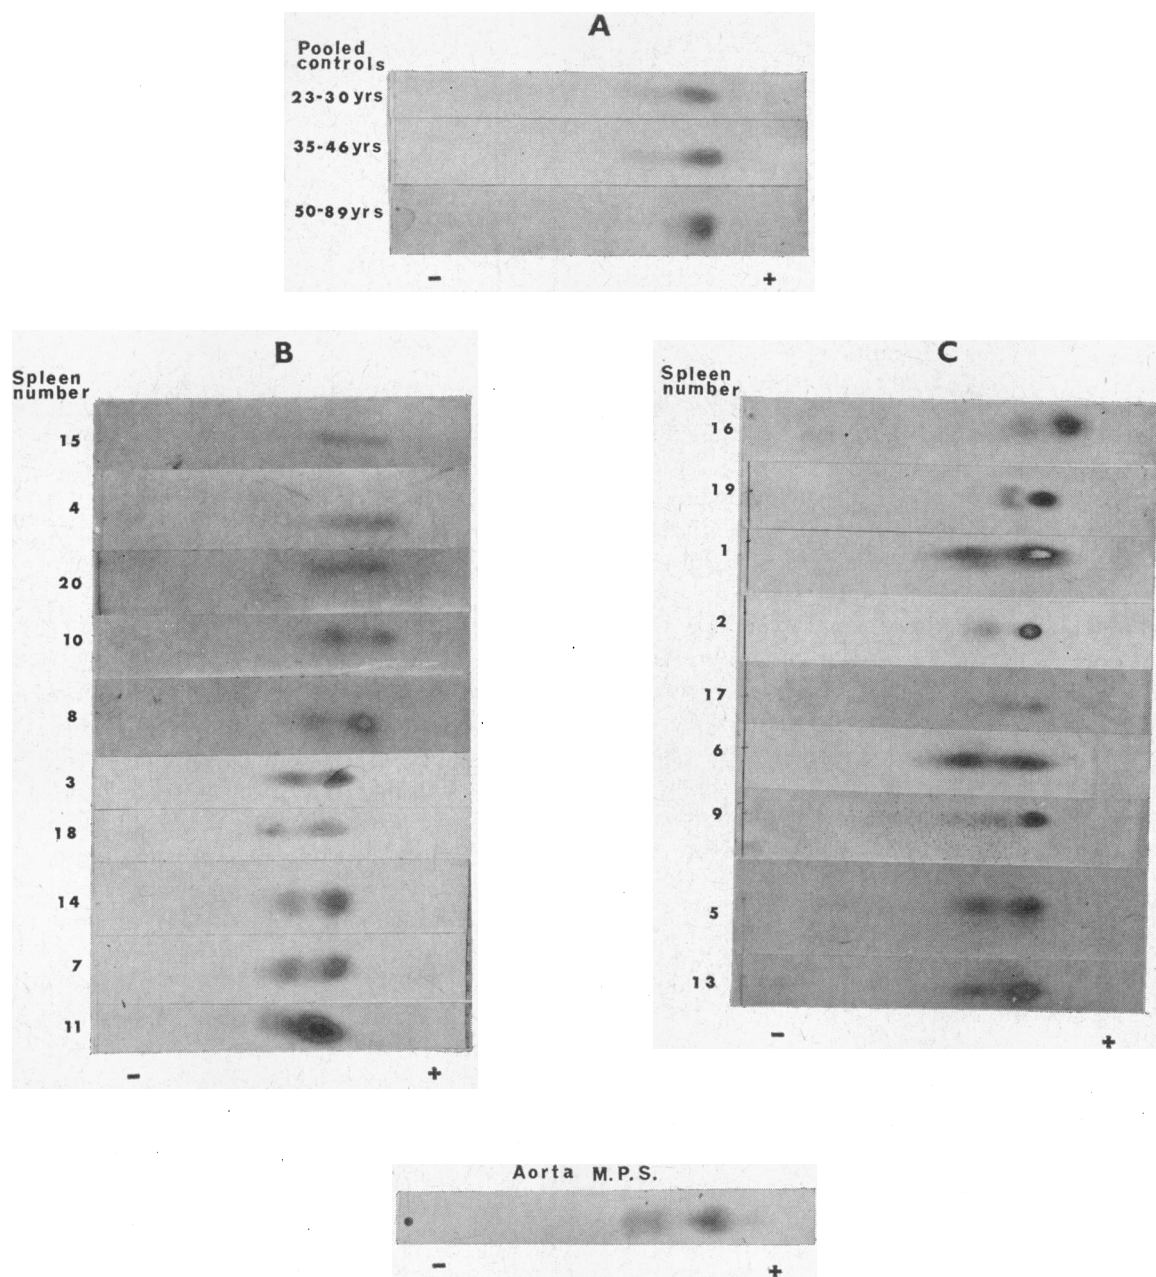 A
Pooled
controls
23-30 yrs
35-46 yrs
50-89 yrs
- +
B
Spleen
number
15
4
20
10
8
3
18
14
7
11
- +
C
Spleen
number
16
19
1
2
17
6
9
5
13
- +
Aorta M.P.S.
- +